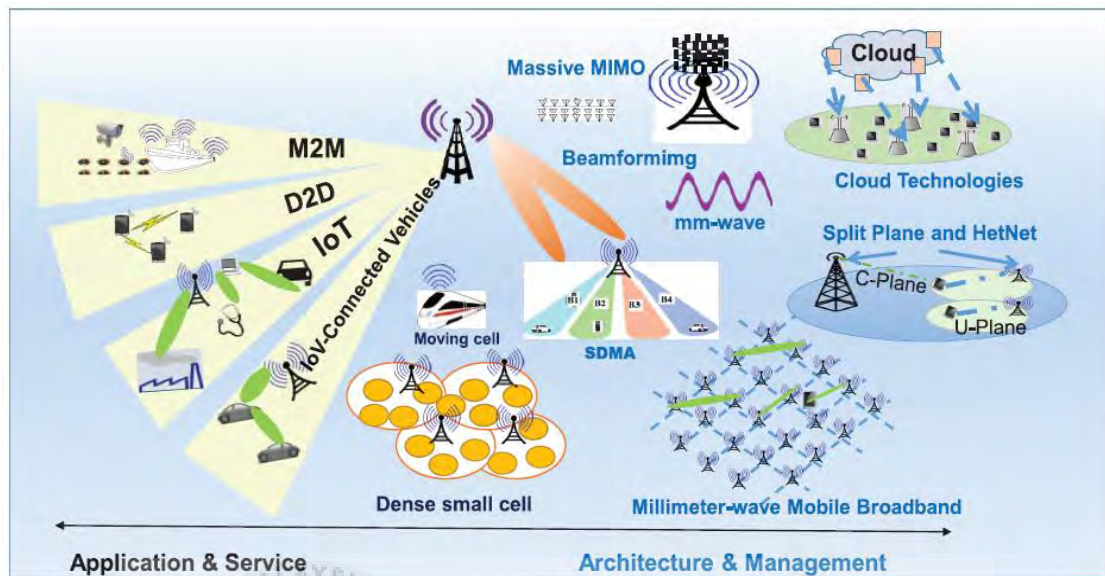 Massive MIMO
Cloud
M2M
Beamformimg
Cloud Technologies
D2D
mm-wave
IoT
Split Plane and HetNet
IoV-Connected Vehicles
C-Plane
B1
B2
B3
B4
U-Plane
Moving cell
SDMA
Dense small cell
Millimeter-wave Mobile Broadband
Application & Service
Architecture & Management